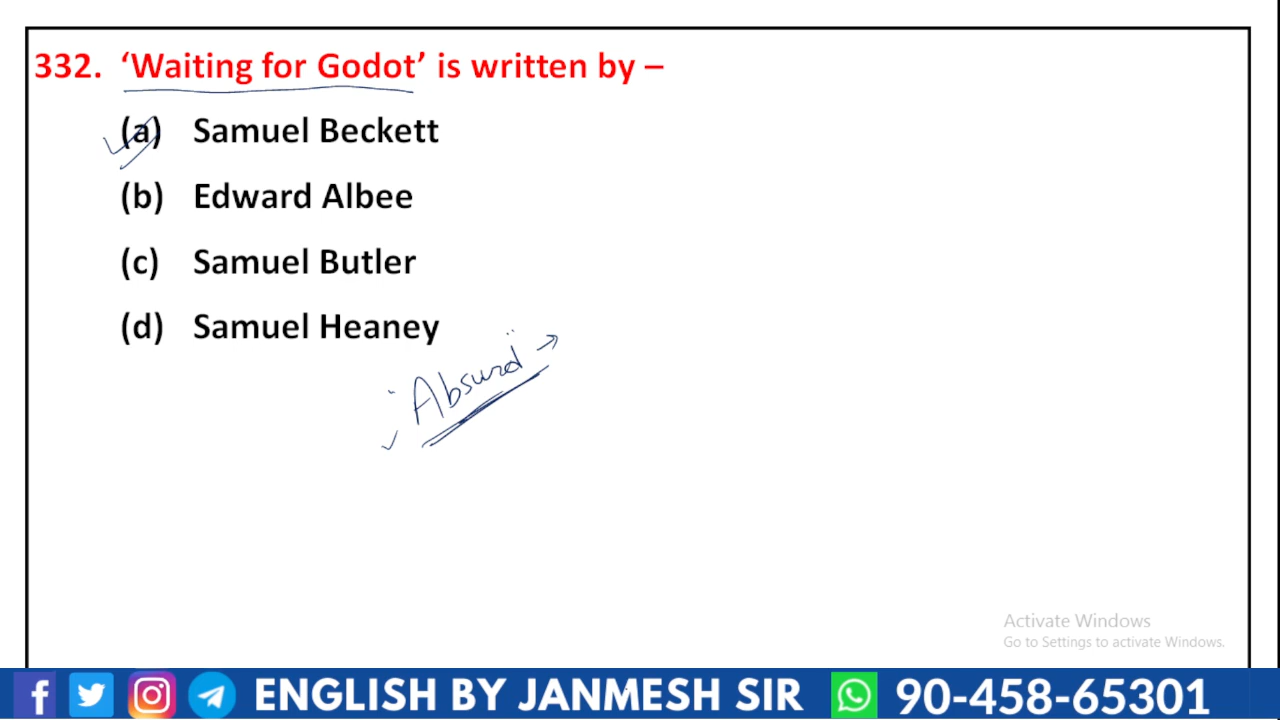 332. ‘Waiting for Godot’ is written by –
(a) Samuel Beckett
(b) Edward Albee
(c) Samuel Butler
(d) Samuel Heaney
Absurd
Activate Windows
Go to Settings to activate Windows.
ENGLISH BY JANMESH SIR 90-458-65301